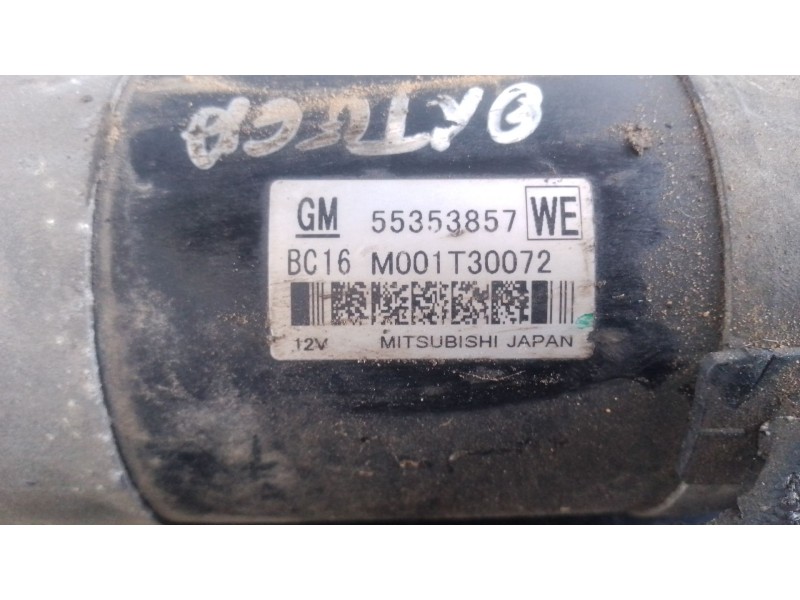 GM 55353857 WE
BC16 M001T30072
12V MITSUBISHI JAPAN